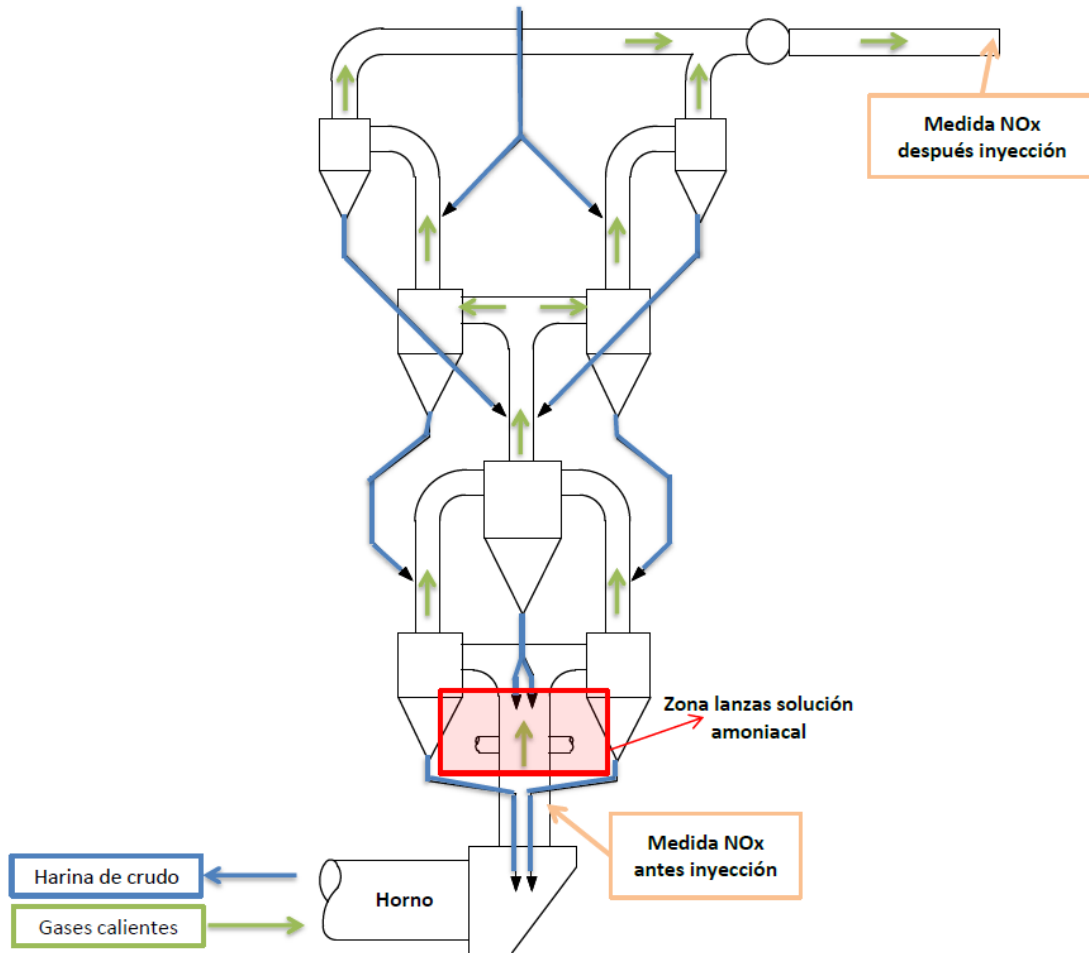 Medida NOx
después inyección
Zona lanzas solución
amoniacal
Medida NOx
antes inyección
Harina de crudo
Horno
Gases calientes